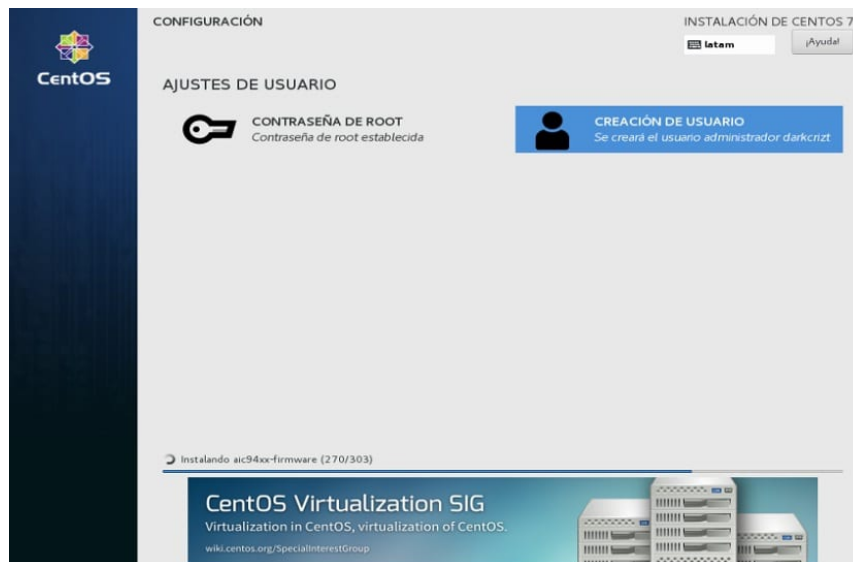 CentOS
CONFIGURACIÓN
INSTALACIÓN DE CENTOS 7
latam
¡Ayuda!
AJUSTES DE USUARIO
CONTRASEÑA DE ROOT
Contraseña de root establecida
CREACIÓN DE USUARIO
Se creará el usuario administrador darkcrizt
Instalando aic94xx-firmware (270/303)
CentOS Virtualization SIG
Virtualization in CentOS, virtualization of CentOS.
wiki.centos.org/SpecialInterestGroup